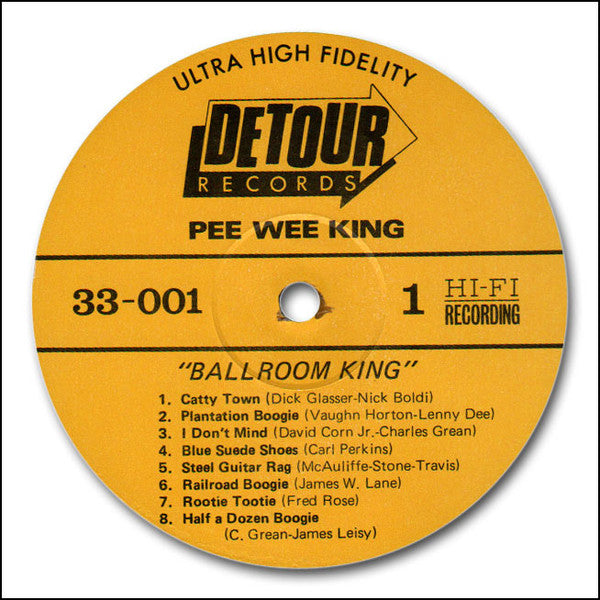 ULTRA HIGH FIDELITY
DETOUR
RECORDS
PEE WEE KING
33-001
1
HI-FI
RECORDING
"BALLROOM KING"
1. Catty Town (Dick Glasser-Nick Boldi)
2. Plantation Boogie (Vaughn Horton-Lenny Dee)
3. I Don't Mind (David Corn Jr.-Charles Grean)
4. Blue Suede Shoes (Carl Perkins)
5. Steel Guitar Rag (McAuliffe-Stone-Travis)
6. Railroad Boogie (James W. Lane)
7. Rootie Tootie (Fred Rose)
8. Half a Dozen Boogie
(C. Grean-James Leisy)